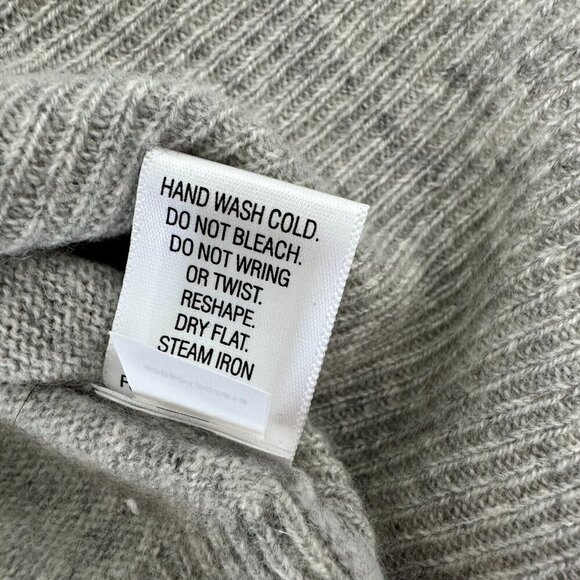 HAND WASH COLD.
DO NOT BLEACH.
DO NOT WRING
OR TWIST.
RESHAPE.
DRY FLAT.
STEAM IRON